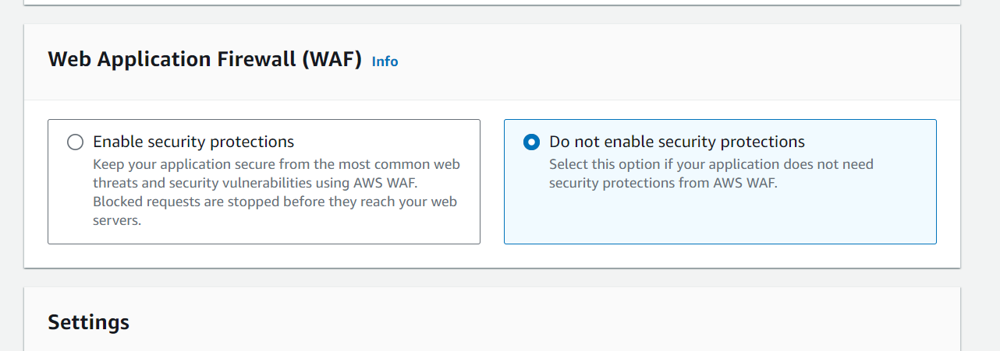 Web Application Firewall (WAF) Info
Enable security protections
Keep your application secure from the most common web
threats and security vulnerabilities using AWS WAF.
Blocked requests are stopped before they reach your web
servers.
Do not enable security protections
Select this option if your application does not need
security protections from AWS WAF.
Settings